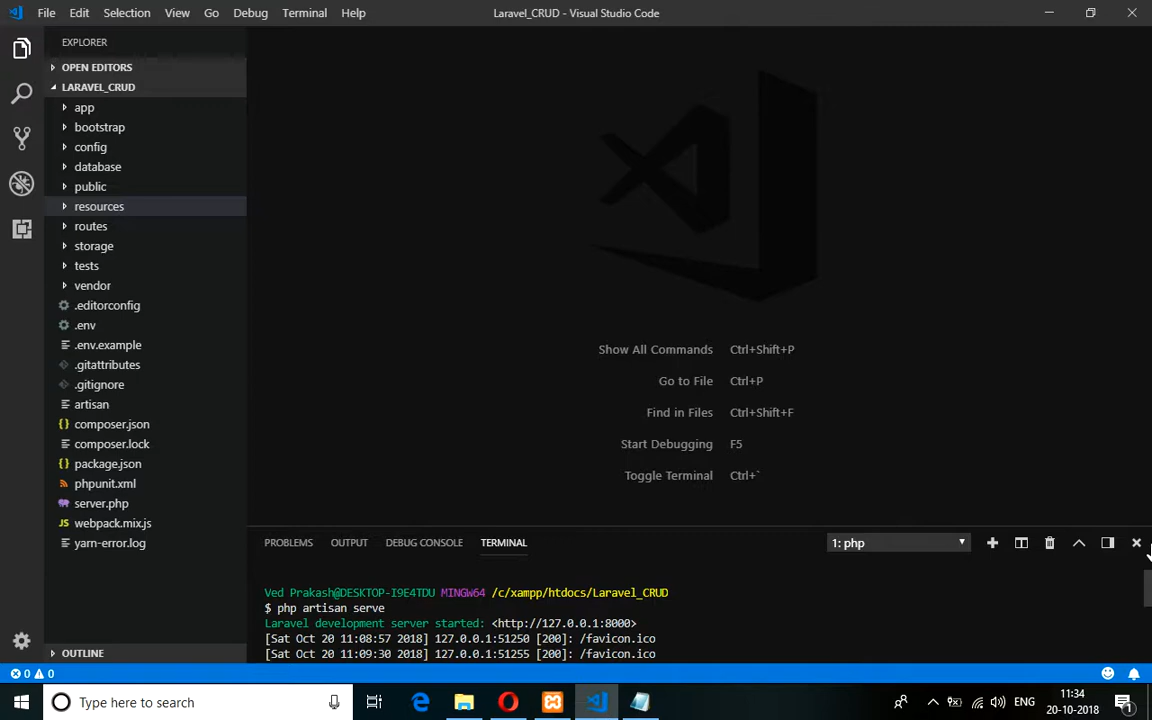 File Edit Selection View Go Debug Terminal Help
Laravel_CRUD - Visual Studio Code
EXPLORER
OPEN EDITORS
LARAVEL_CRUD
app
bootstrap
config
database
public
resources
routes
storage
tests
vendor
.editorconfig
.env
.env.example
.gitattributes
.gitignore
artisan
composer.json
composer.lock
package.json
phpunit.xml
server.php
JS webpack.mix.js
yarn-error.log
OUTLINE
Show All Commands Ctrl+Shift+P
Go to File Ctrl+P
Find in Files Ctrl+Shift+F
Start Debugging F5
Toggle Terminal Ctrl+`
PROBLEMS OUTPUT DEBUG CONSOLE TERMINAL 1: php
Ved Prakash@DESKTOP-I9E4TDU MINGW64 /c/xampp/htdocs/Laravel_CRUD
$ php artisan serve
Laravel development server started: <http://127.0.0.1:8000>
[Sat Oct 20 11:08:57 2018] 127.0.0.1:51250 [200]: /favicon.ico
[Sat Oct 20 11:09:30 2018] 127.0.0.1:51255 [200]: /favicon.ico
0 0
Type here to search
ENG
11:34
20-10-2018
1